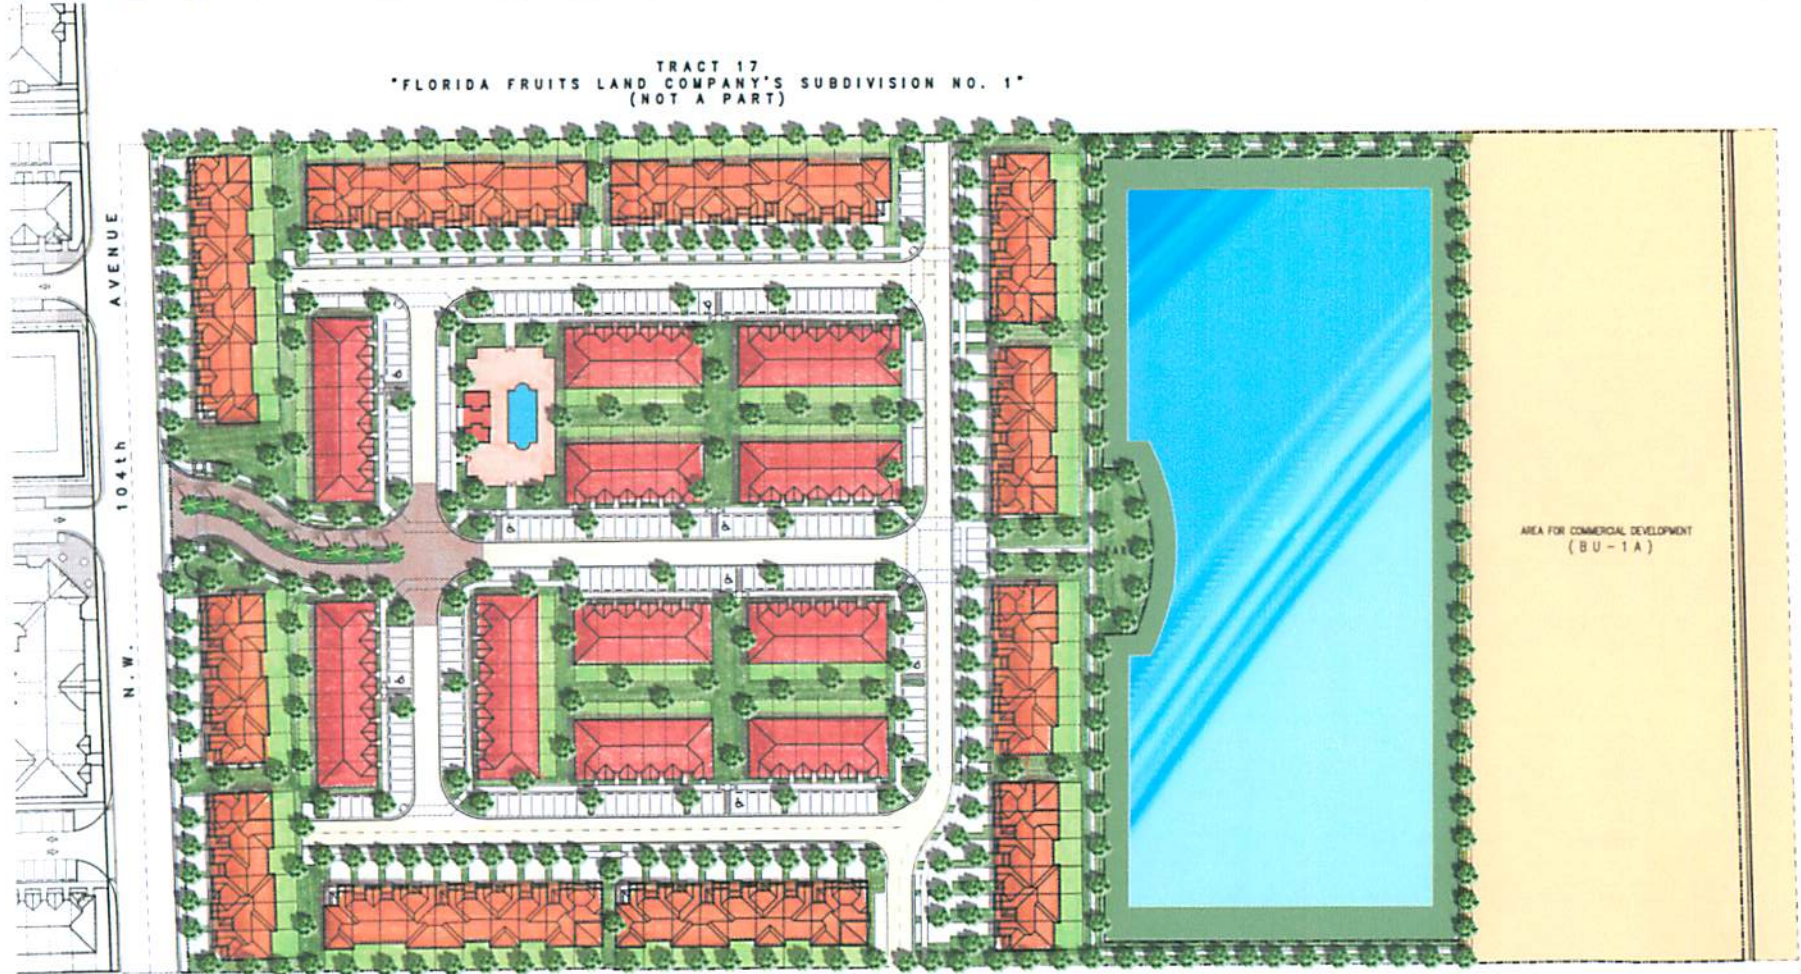 TRACT 17
"FLORIDA FRUITS LAND COMPANY'S SUBDIVISION NO. 1"
(NOT A PART)
N.W. 104th AVENUE
AREA FOR COMMERCIAL DEVELOPMENT
(BU-1A)